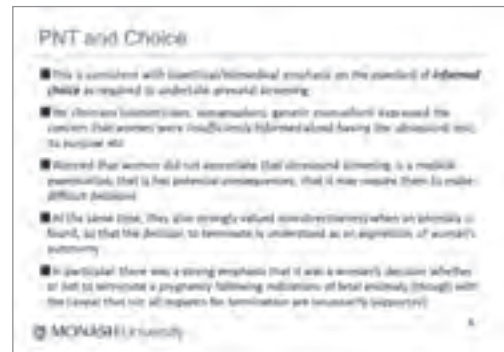 PNT and Choice
This is consistent with bioethical/biomedical emphasis on the standard of informed
choice as required to undertake prenatal screening
The clinicians (obstetricians, sonographers, genetic counsellors) expressed the
concern that women were insufficiently informed about having the ultrasound test,
its purpose etc
Worried that women did not appreciate that ultrasound screening is a medical
examination, that it has potential consequences, that it may require them to make
difficult decisions
At the same time, they also strongly valued nondirectiveness when an anomaly is
found, so that the decision to terminate is understood as an expression of woman's
autonomy
In particular there was a strong emphasis that it was a woman's decision whether
or not to terminate a pregnancy following indications of fetal anomaly (though with
the caveat that not all requests for termination are necessarily supported)
MONASH University